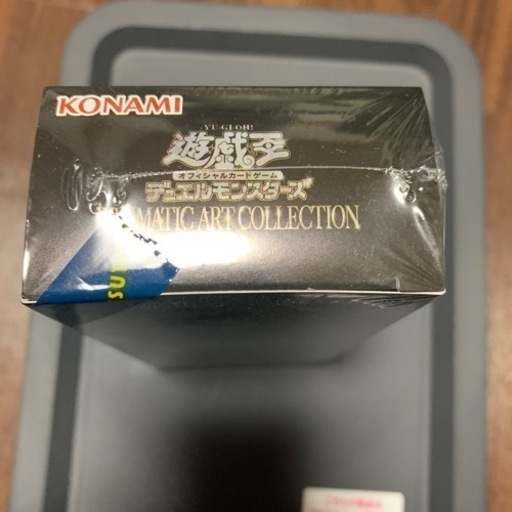 KONAMI
YU-GI-OH!
遊戯王
オフィシャルカードゲーム
デュエルモンスターズ
MATIC ART COLLECTION
SU